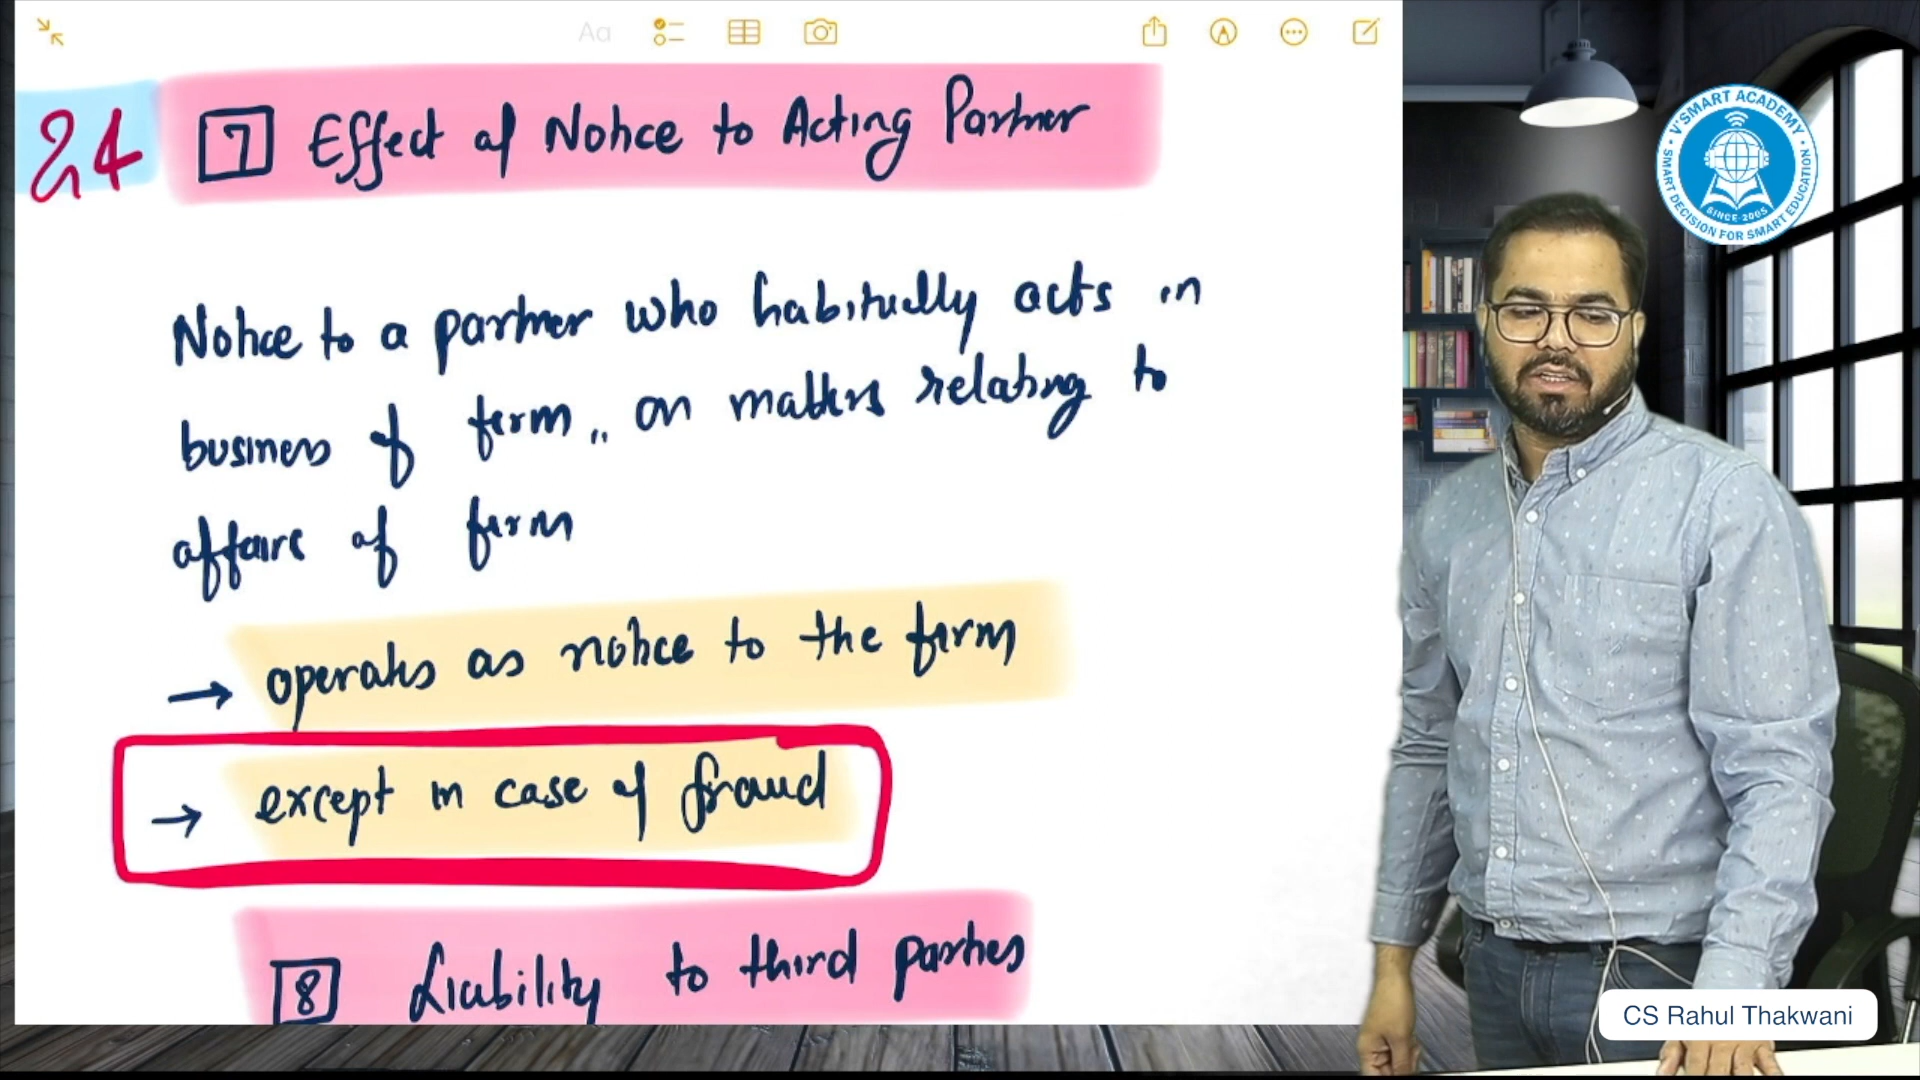 Aa
24 7 Effect of Notice to Acting Partner
Notice to a partner who habitually acts in
business of firm, on matters relating to
affairs of firm
→ operates as notice to the firm
→ except in case of fraud
8 Liability to third parties
V'SMART ACADEMY
SMART DECISION FOR SMART EDUCATION
SINCE-2005
CS Rahul Thakwani